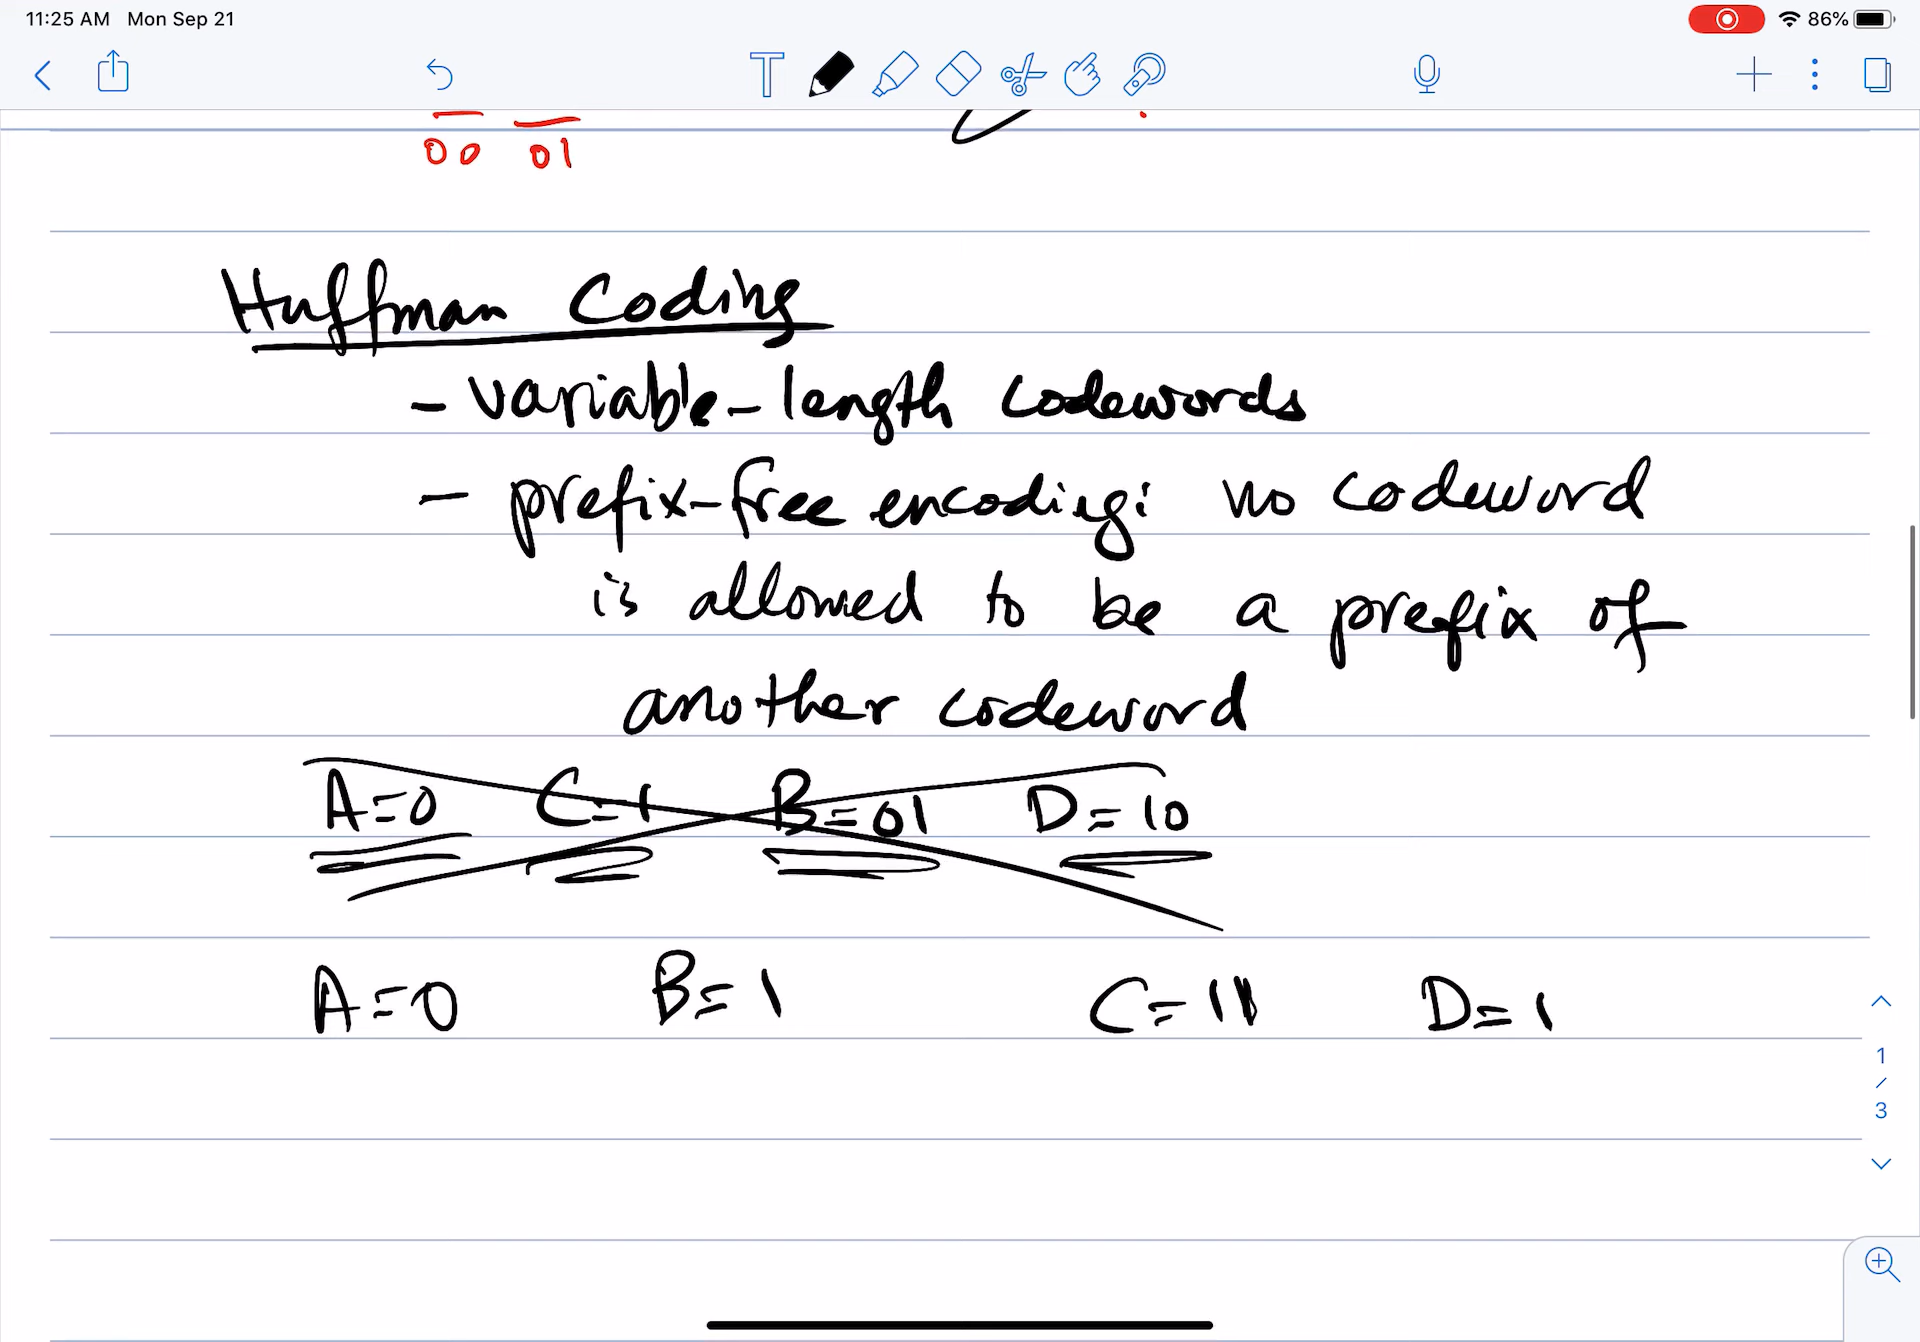 11:25 AM Mon Sep 21
86%
T
00 01
Huffman Coding
- variable-length codewords
- prefix-free encoding: no codeword
is allowed to be a prefix of
another codeword
A=0 C=1 B=01 D=10
A=0 B=1 C=11 D=1
1
/
3